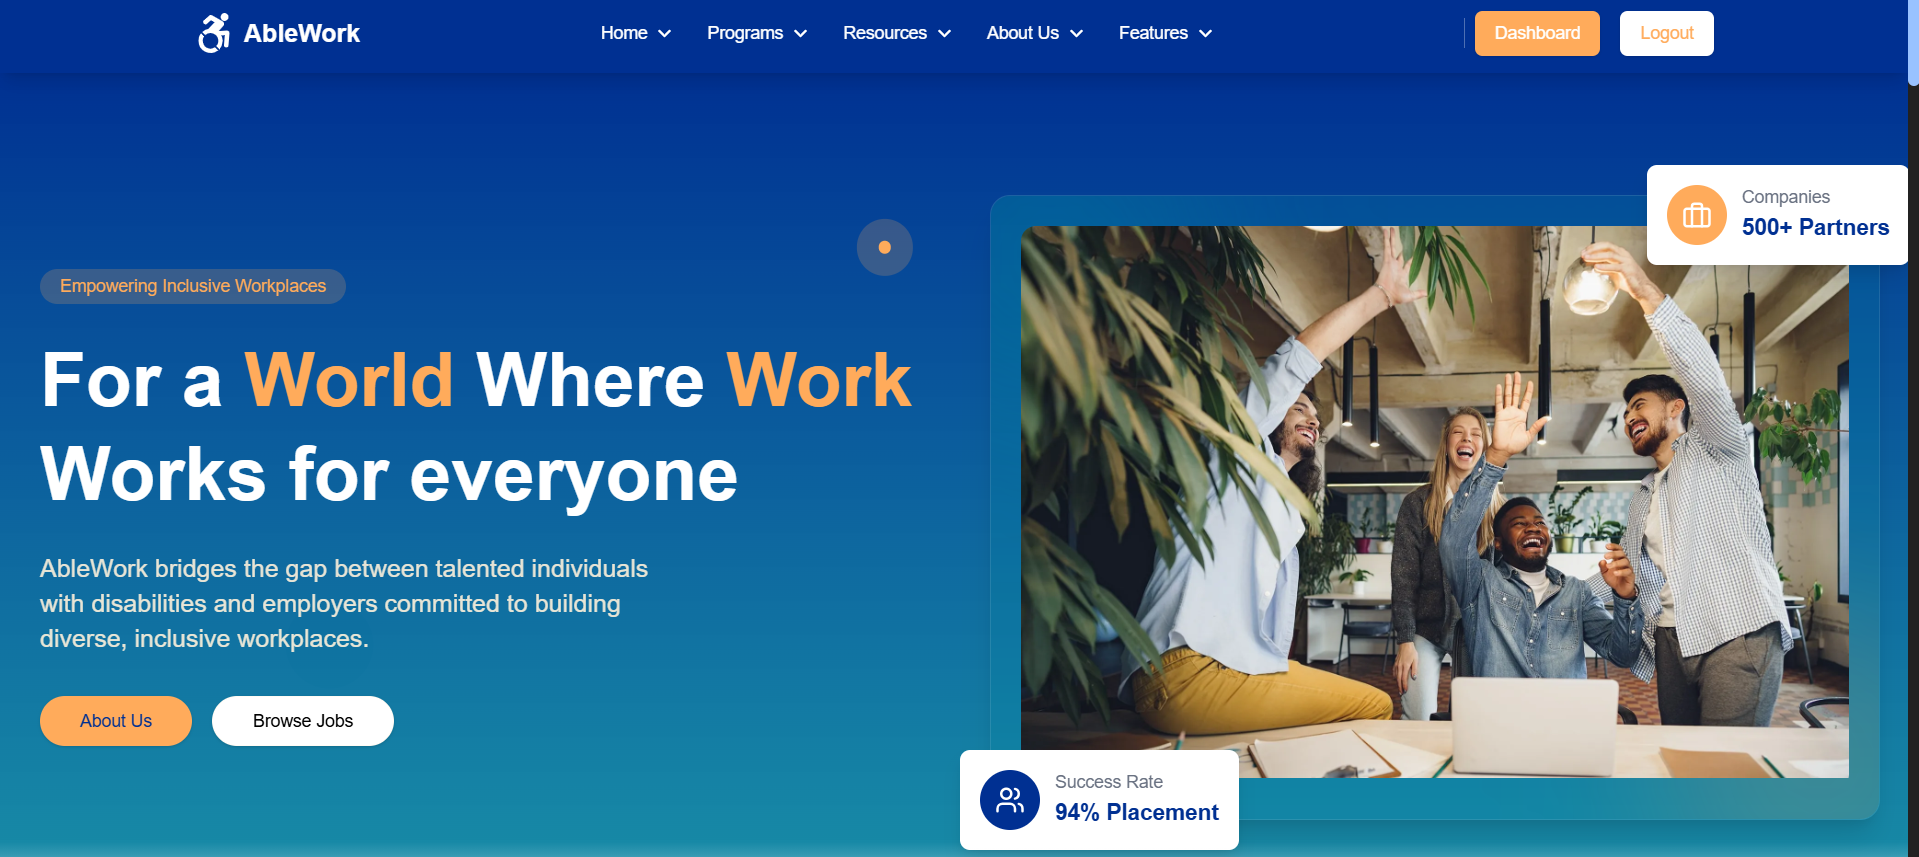 AbleWork
Home
Programs
Resources
About Us
Features
Dashboard
Logout
Empowering Inclusive Workplaces
For a World Where Work
Works for everyone
AbleWork bridges the gap between talented individuals
with disabilities and employers committed to building
diverse, inclusive workplaces.
About Us
Browse Jobs
Companies
500+ Partners
Success Rate
94% Placement